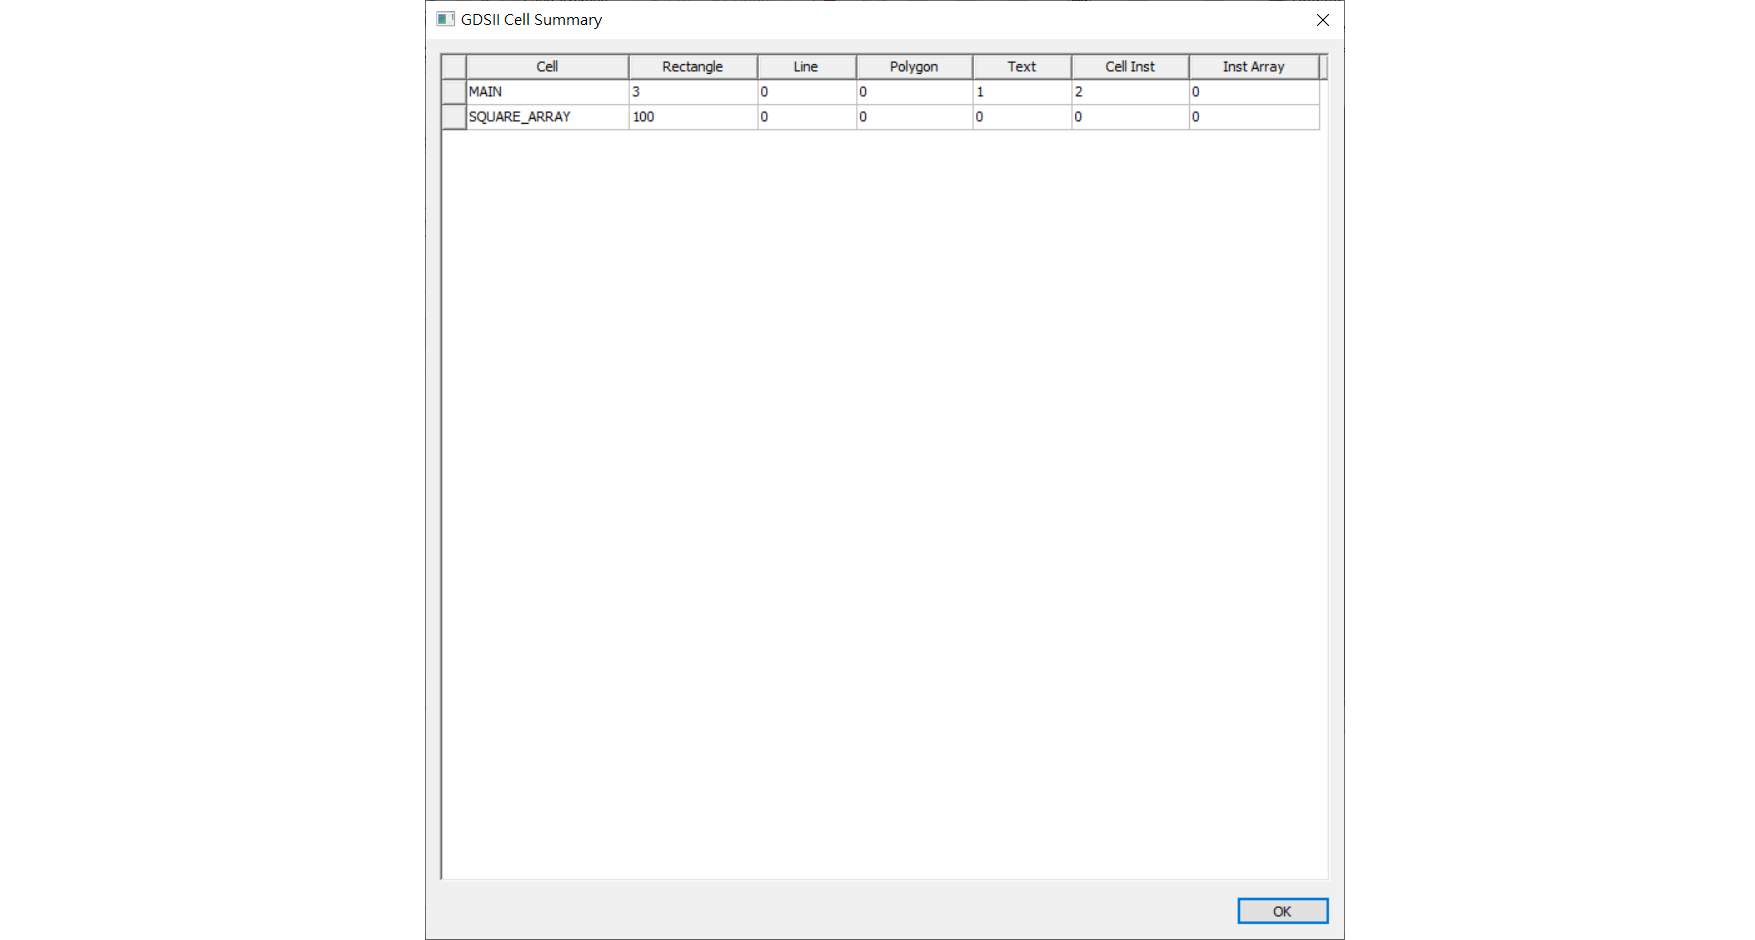 GDSII Cell Summary
Cell Rectangle Line Polygon Text Cell Inst Inst Array
MAIN 3 0 0 1 2 0
SQUARE_ARRAY 100 0 0 0 0 0
OK